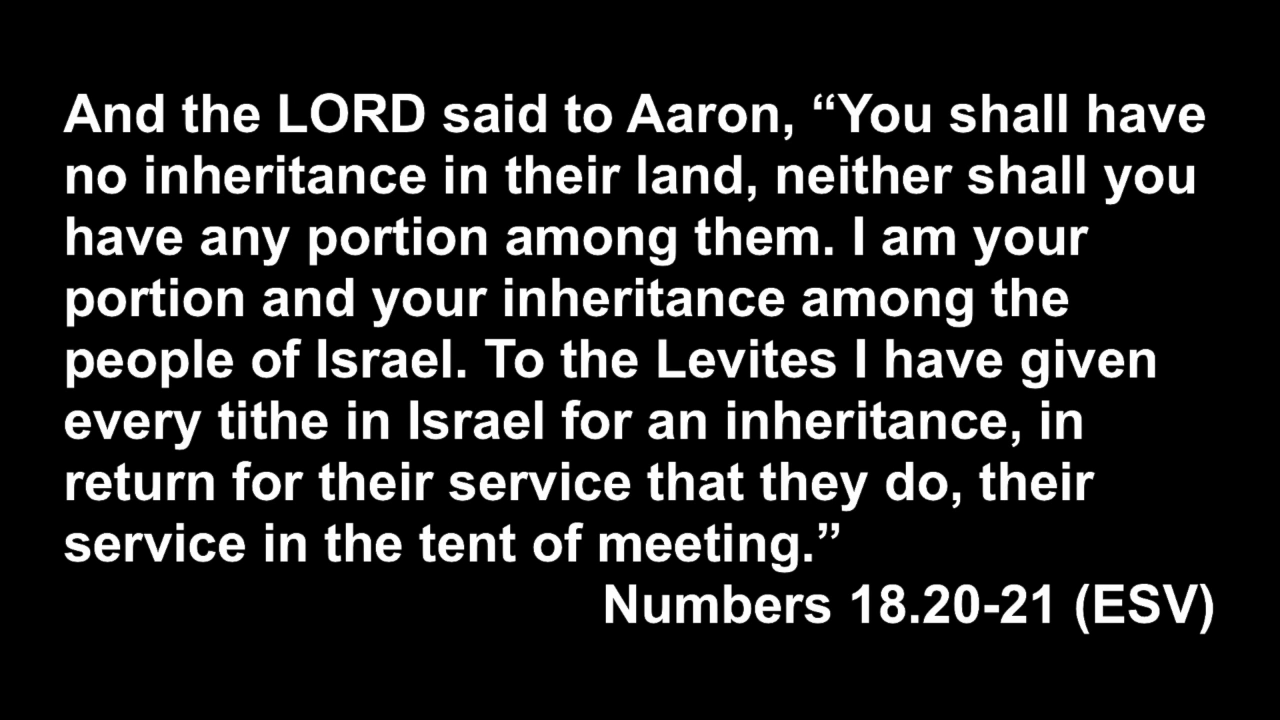 And the LORD said to Aaron, “You shall have
no inheritance in their land, neither shall you
have any portion among them. I am your
portion and your inheritance among the
people of Israel. To the Levites I have given
every tithe in Israel for an inheritance, in
return for their service that they do, their
service in the tent of meeting.”
Numbers 18.20-21 (ESV)